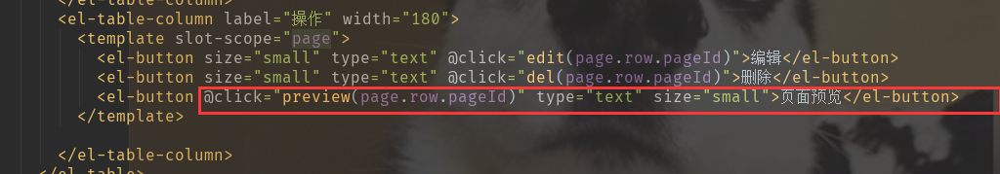 </el-table-column>
<el-table-column label="操作" width="180">
<template slot-scope="page">
<el-button size="small" type="text" @click="edit(page.row.pageId)">编辑</el-button>
<el-button size="small" type="text" @click="del(page.row.pageId)">删除</el-button>
<el-button @click="preview(page.row.pageId)" type="text" size="small">页面预览</el-button>
</template>
</el-table-column>
</el-table>